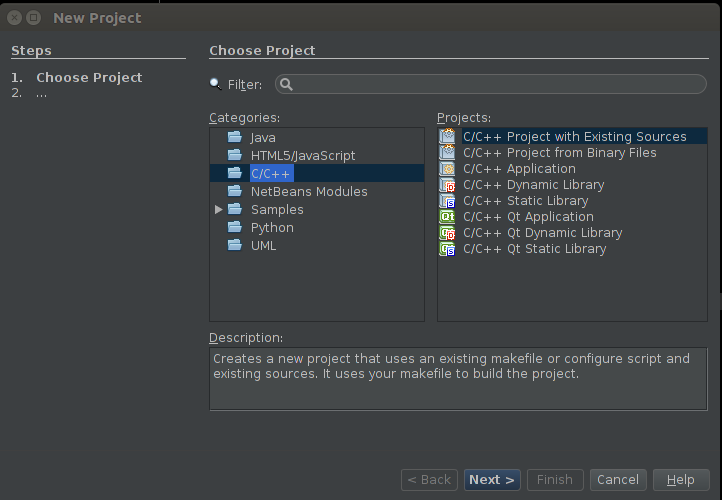 New Project
Steps
1. Choose Project
2. ...
Choose Project
Filter:
Categories:
Java
HTML5/JavaScript
C/C++
NetBeans Modules
Samples
Python
UML
Projects:
C/C++ Project with Existing Sources
C/C++ Project from Binary Files
C/C++ Application
C/C++ Dynamic Library
C/C++ Static Library
C/C++ Qt Application
C/C++ Qt Dynamic Library
C/C++ Qt Static Library
Description:
Creates a new project that uses an existing makefile or configure script and
existing sources. It uses your makefile to build the project.
< Back Next > Finish Cancel Help